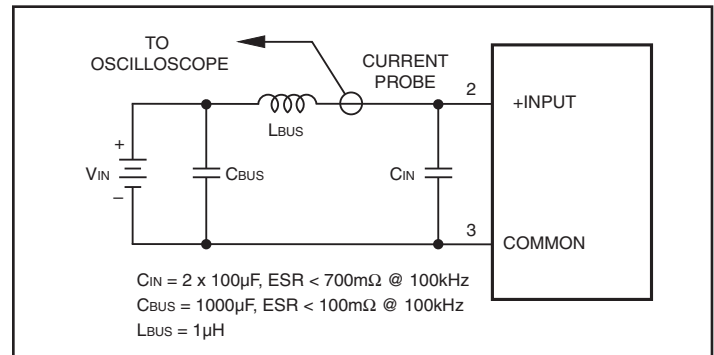 TO
OSCILLOSCOPE
CURRENT
PROBE
2
+INPUT
LBUS
+
VIN
–
CBUS
CIN
3
COMMON
CIN = 2 x 100µF, ESR < 700mΩ @ 100kHz
CBUS = 1000µF, ESR < 100mΩ @ 100kHz
LBUS = 1µH